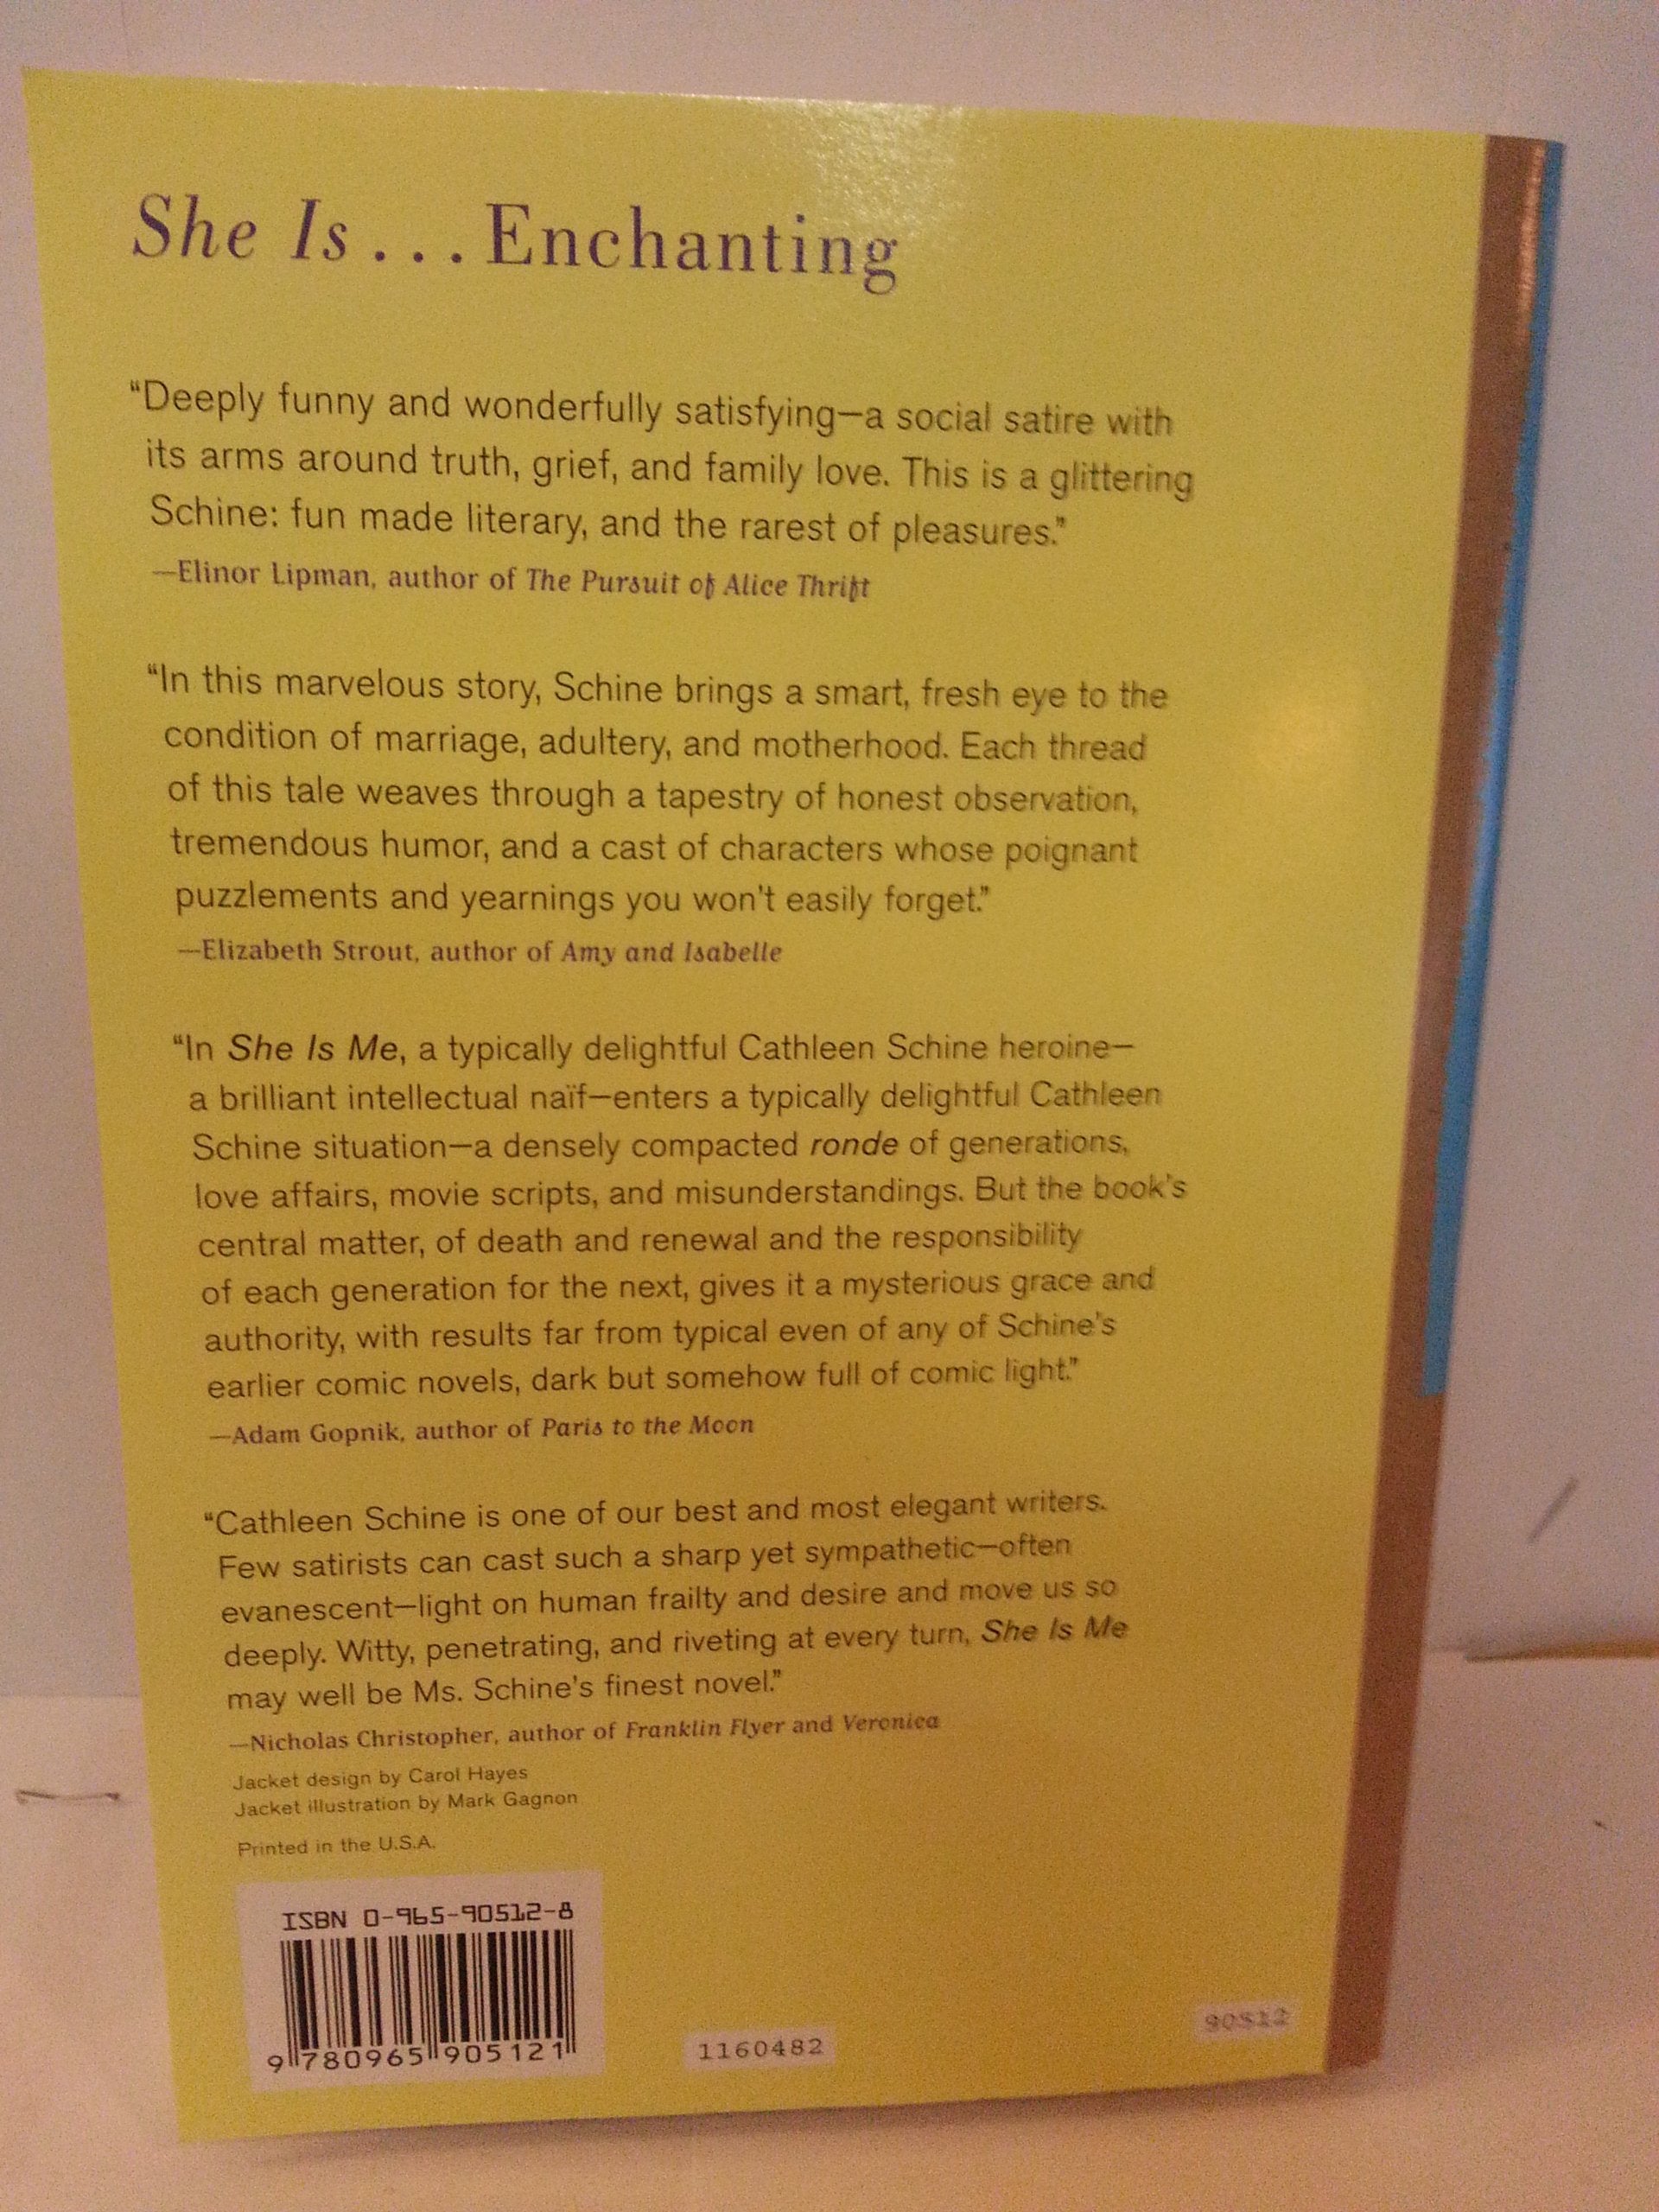 She Is... Enchanting
“Deeply funny and wonderfully satisfying—a social satire with
its arms around truth, grief, and family love. This is a glittering
Schine: fun made literary, and the rarest of pleasures.”
—Elinor Lipman, author of The Pursuit of Alice Thrift
“In this marvelous story, Schine brings a smart, fresh eye to the
condition of marriage, adultery, and motherhood. Each thread
of this tale weaves through a tapestry of honest observation,
tremendous humor, and a cast of characters whose poignant
puzzlements and yearnings you won't easily forget.”
—Elizabeth Strout, author of Amy and Isabelle
“In She Is Me, a typically delightful Cathleen Schine heroine—
a brilliant intellectual naïf—enters a typically delightful Cathleen
Schine situation—a densely compacted ronde of generations,
love affairs, movie scripts, and misunderstandings. But the book's
central matter, of death and renewal and the responsibility
of each generation for the next, gives it a mysterious grace and
authority, with results far from typical even of any of Schine's
earlier comic novels, dark but somehow full of comic light.”
—Adam Gopnik, author of Paris to the Moon
“Cathleen Schine is one of our best and most elegant writers.
Few satirists can cast such a sharp yet sympathetic—often
evanescent—light on human frailty and desire and move us so
deeply. Witty, penetrating, and riveting at every turn, She Is Me
may well be Ms. Schine's finest novel.”
—Nicholas Christopher, author of Franklin Flyer and Veronica
Jacket design by Carol Hayes
Jacket illustration by Mark Gagnon
Printed in the U.S.A.
ISBN 0-965-90512-8
9 780965 905121
1160482
90512